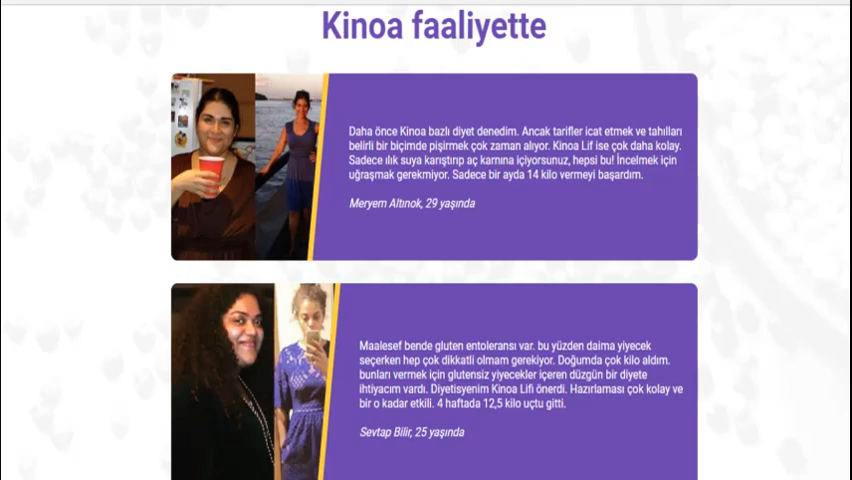 Kinoa faaliyette
Daha önce Kinoa bazlı diyet denedim. Ancak tarifler icat etmek ve tahılları
belirli bir biçimde pişirmek çok zaman alıyor. Kinoa Lif ise çok daha kolay.
Sadece ılık suya karıştırıp aç karnına içiyorsunuz, hepsi bu! İncelmek için
uğraşmak gerekmiyor. Sadece bir ayda 14 kilo vermeyi başardım.
Meryem Altınok, 29 yaşında
Maalesef bende gluten entoleransı var. bu yüzden daima yiyecek
seçerken hep çok dikkatli olmam gerekiyor. Doğumda çok kilo aldım.
bunları vermek için glutensiz yiyecekler içeren düzgün bir diyete
ihtiyacım vardı. Diyetisyenim Kinoa Lifi önerdi. Hazırlaması çok kolay ve
bir o kadar etkili. 4 haftada 12,5 kilo uçtu gitti.
Sevtap Bilir, 25 yaşında